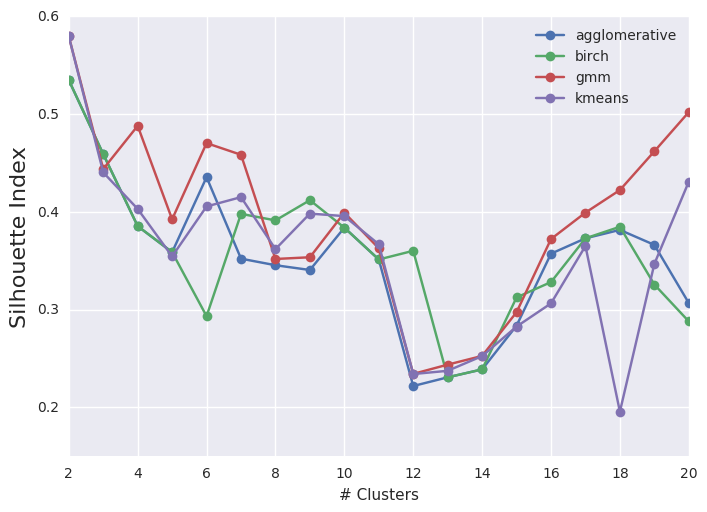 0.6
0.5
0.4
0.3
0.2
Silhouette Index
agglomerative
birch
gmm
kmeans
2 4 6 8 10 12 14 16 18 20
# Clusters